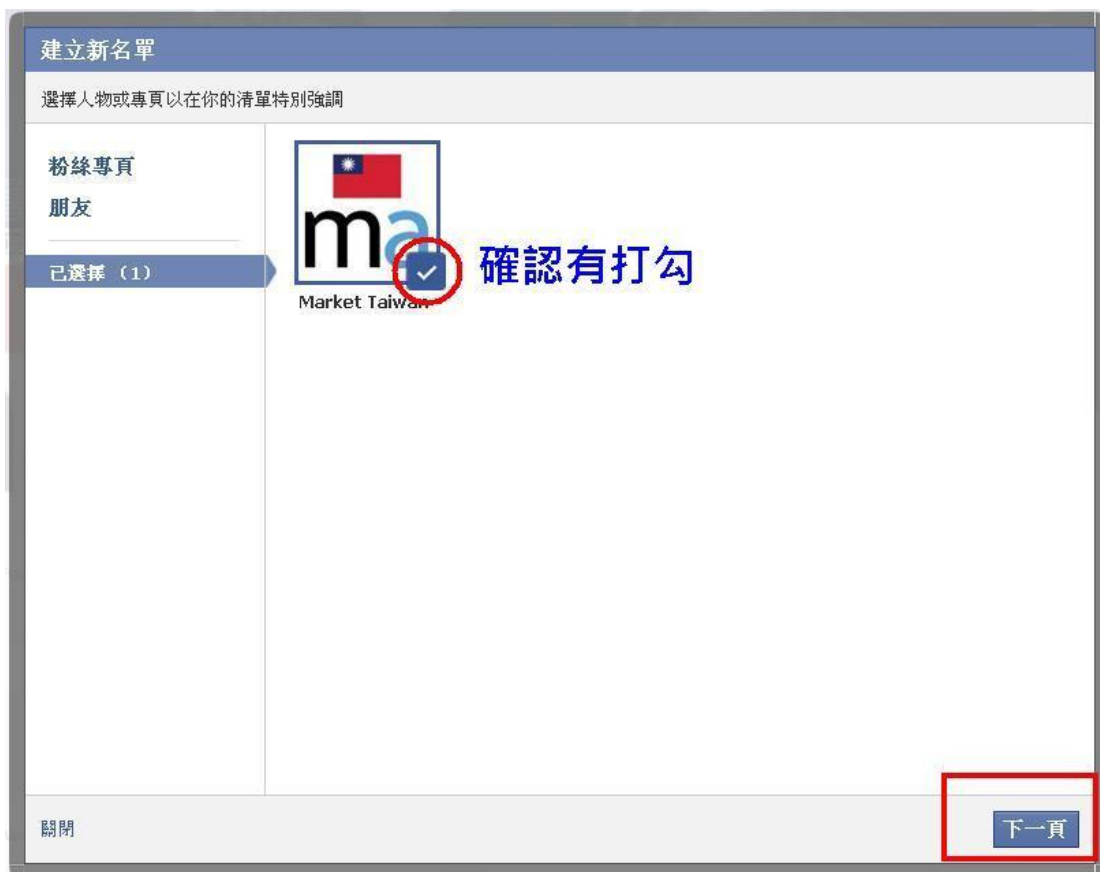 建立新名單
選擇人物或專頁以在你的清單特別強調
粉絲專頁
朋友
已選擇 (1)
ma
確認有打勾
Market Taiwan
關閉
下一頁